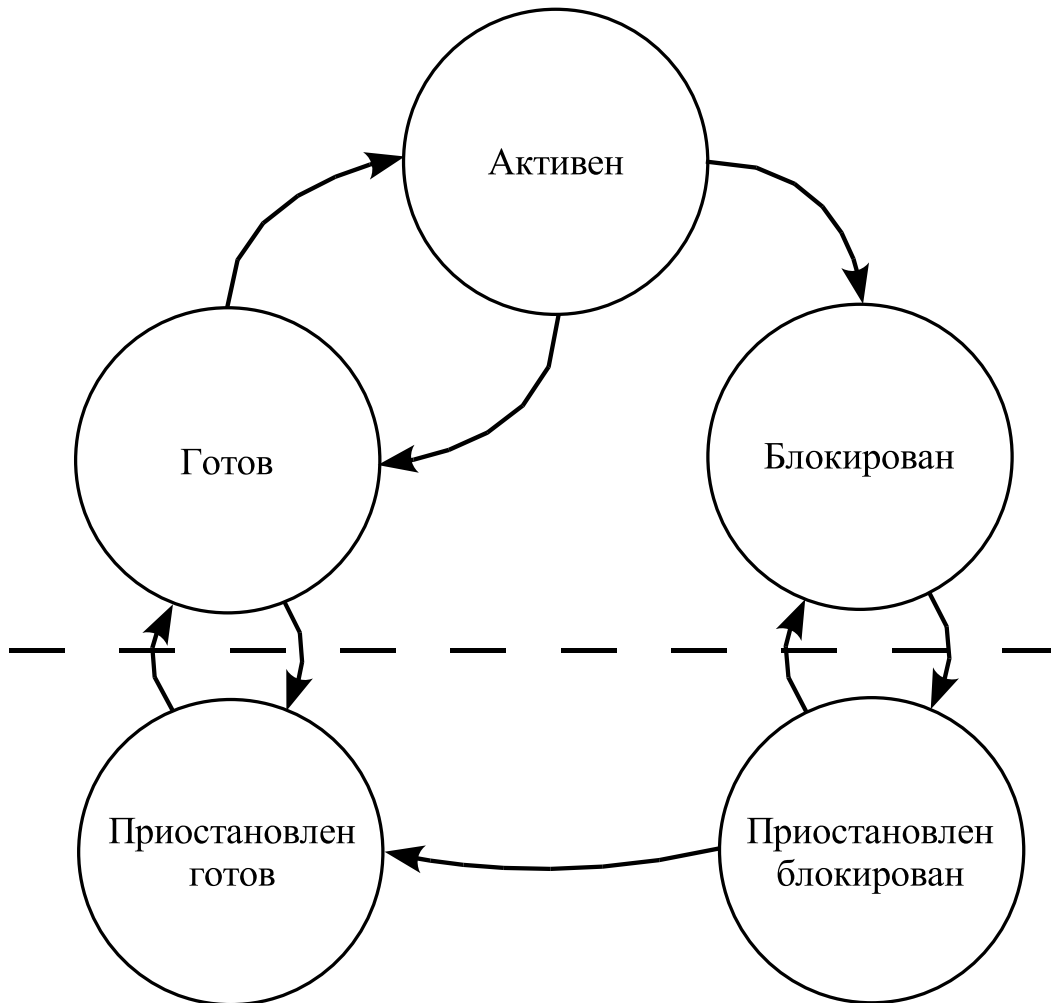 Активен
Готов
Блокирован
Приостановлен
готов
Приостановлен
блокирован